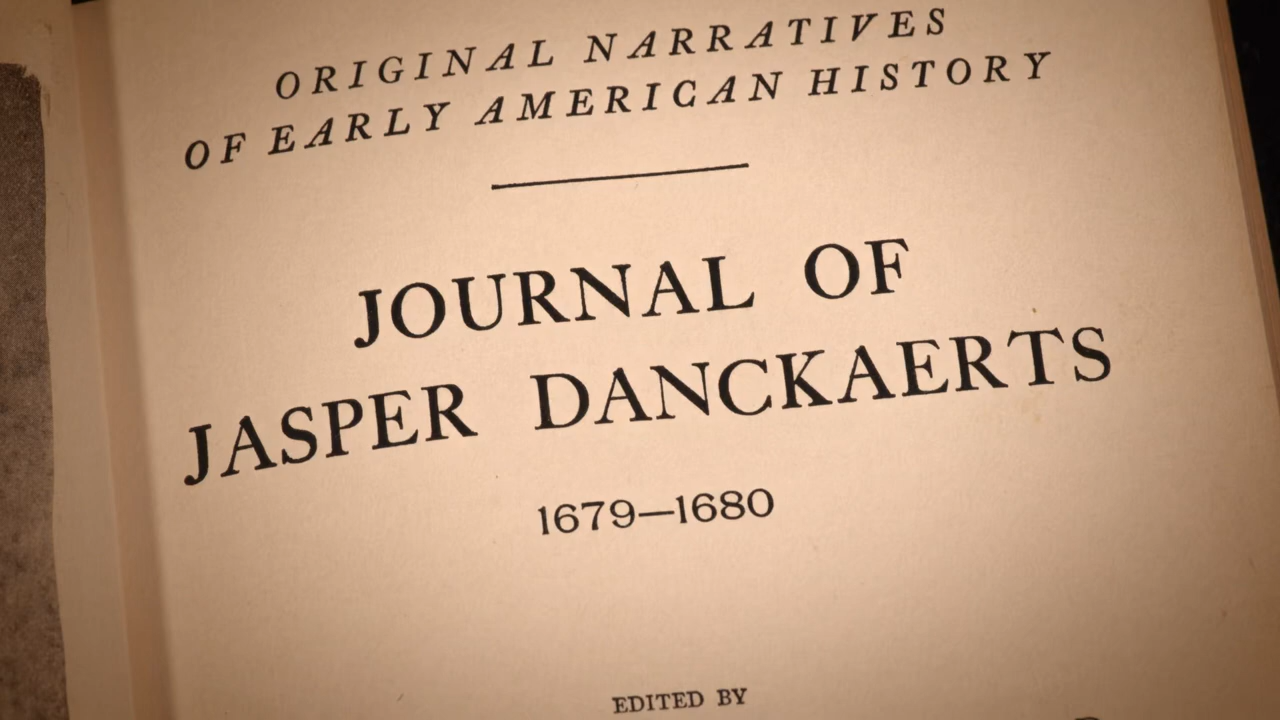 ORIGINAL NARRATIVES
OF EARLY AMERICAN HISTORY
JOURNAL OF
JASPER DANCKAERTS
1679—1680
EDITED BY